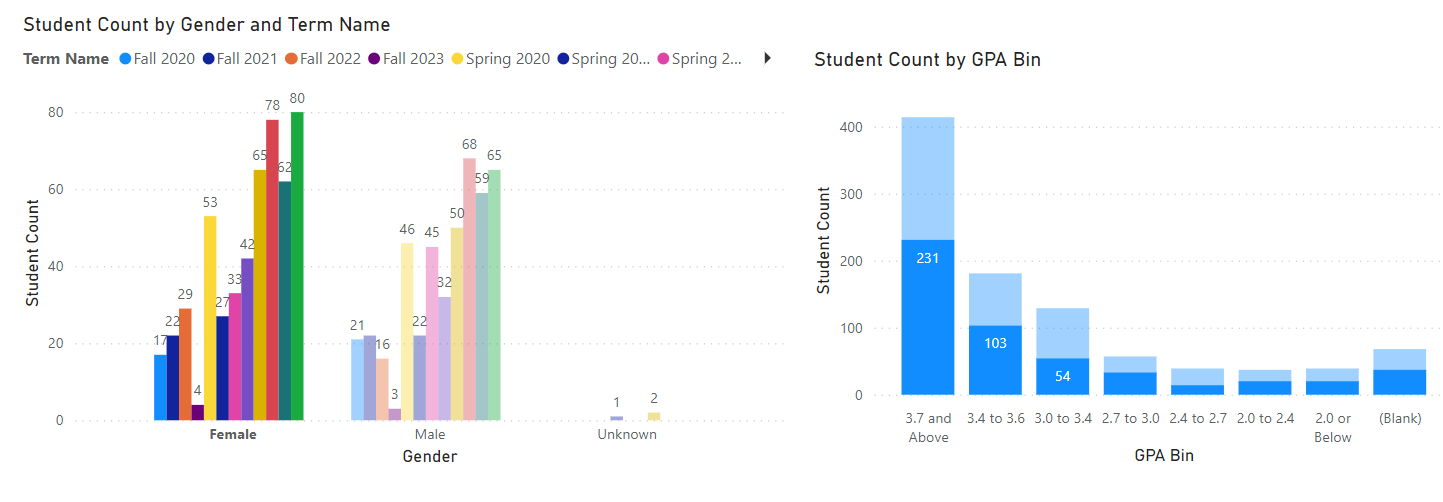 Student Count by Gender and Term Name
Term Name Fall 2020 Fall 2021 Fall 2022 Fall 2023 Spring 2020 Spring 20... Spring 2...
Student Count
80
60
40
20
0
17
22
29
4
53
27
33
42
65
78
62
80
21
16
3
46
22
45
32
50
68
59
65
1
2
Female Male Unknown
Gender
Student Count by GPA Bin
Student Count
400
300
200
100
0
231
103
54
3.7 and Above
3.4 to 3.6
3.0 to 3.4
2.7 to 3.0
2.4 to 2.7
2.0 to 2.4
2.0 or Below
(Blank)
GPA Bin